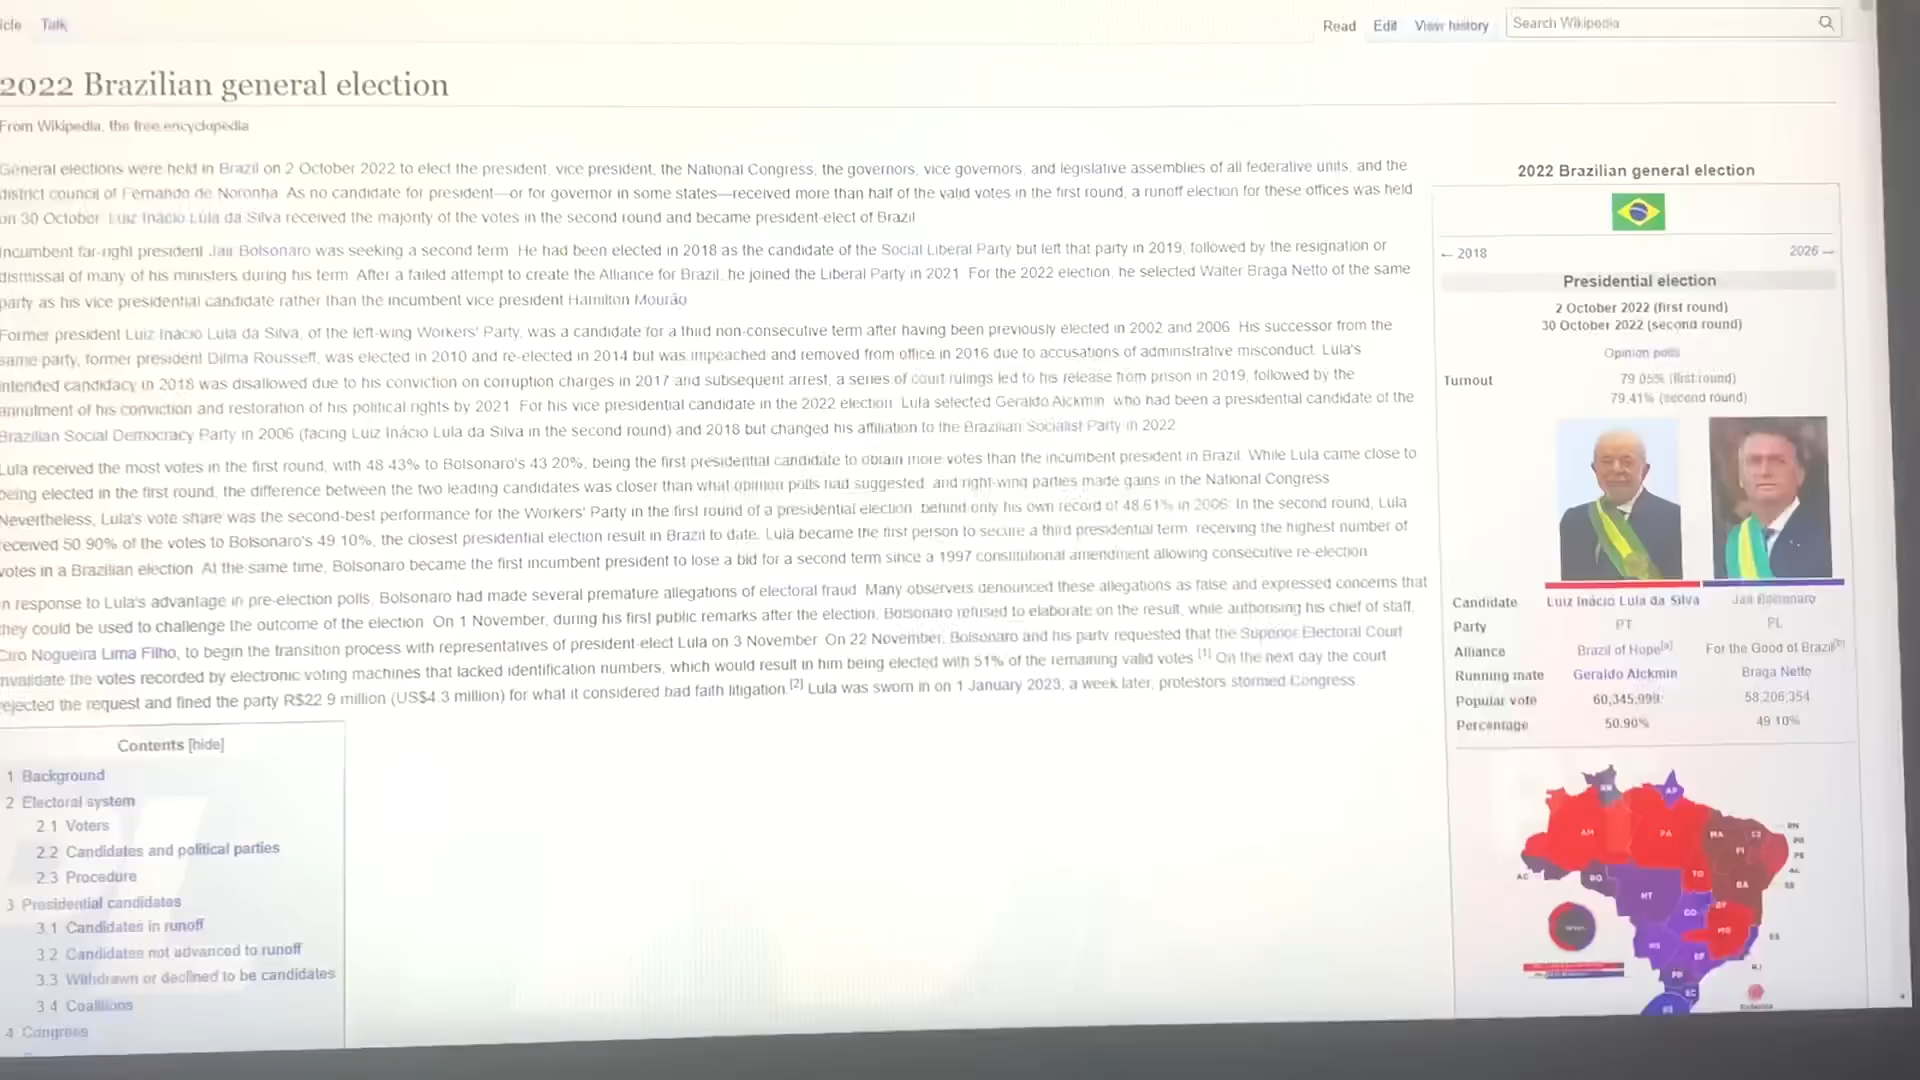 Talk
Read Edit View history Search Wikipedia
2022 Brazilian general election
From Wikipedia, the free encyclopedia
General elections were held in Brazil on 2 October 2022 to elect the president, vice president, the National Congress, the governors, vice governors, and legislative assemblies of all federative units, and the
district council of Fernando de Noronha. As no candidate for president—or for governor in some states—received more than half of the valid votes in the first round, a runoff election for these offices was held
on 30 October. Luiz Inácio Lula da Silva received the majority of the votes in the second round and became president-elect of Brazil.
Incumbent far-right president Jair Bolsonaro was seeking a second term. He had been elected in 2018 as the candidate of the Social Liberal Party but left that party in 2019, followed by the resignation or
dismissal of many of his ministers during his term. After a failed attempt to create the Alliance for Brazil, he joined the Liberal Party in 2021. For the 2022 election, he selected Walter Braga Netto of the same
party as his vice presidential candidate rather than the incumbent vice president Hamilton Mourão.
Former president Luiz Inácio Lula da Silva, of the left-wing Workers' Party, was a candidate for a third non-consecutive term after having been previously elected in 2002 and 2006. His successor from the
same party, former president Dilma Rousseff, was elected in 2010 and re-elected in 2014 but was impeached and removed from office in 2016 due to accusations of administrative misconduct. Lula's
intended candidacy in 2018 was disallowed due to his conviction on corruption charges in 2017 and subsequent arrest, a series of court rulings led to his release from prison in 2019, followed by the
annulment of his conviction and restoration of his political rights by 2021. For his vice presidential candidate in the 2022 election, Lula selected Geraldo Alckmin, who had been a presidential candidate of the
Brazilian Social Democracy Party in 2006 (facing Luiz Inácio Lula da Silva in the second round) and 2018 but changed his affiliation to the Brazilian Socialist Party in 2022.
Lula received the most votes in the first round, with 48.43% to Bolsonaro's 43.20%, being the first presidential candidate to obtain more votes than the incumbent president in Brazil. While Lula came close to
being elected in the first round, the difference between the two leading candidates was closer than what opinion polls had suggested, and right-wing parties made gains in the National Congress.
Nevertheless, Lula's vote share was the second-best performance for the Workers' Party in the first round of a presidential election, behind only his own record of 48.61% in 2006. In the second round, Lula
received 50.90% of the votes to Bolsonaro's 49.10%, the closest presidential election result in Brazil to date. Lula became the first person to secure a third presidential term, receiving the highest number of
votes in a Brazilian election. At the same time, Bolsonaro became the first incumbent president to lose a bid for a second term since a 1997 constitutional amendment allowing consecutive re-election.
In response to Lula's advantage in pre-election polls, Bolsonaro had made several premature allegations of electoral fraud. Many observers denounced these allegations as false and expressed concerns that
they could be used to challenge the outcome of the election. On 1 November, during his first public remarks after the election, Bolsonaro refused to elaborate on the result, while authorising his chief of staff,
Ciro Nogueira Lima Filho, to begin the transition process with representatives of president-elect Lula on 3 November. On 22 November, Bolsonaro and his party requested that the Superior Electoral Court
invalidate the votes recorded by electronic voting machines that lacked identification numbers, which would result in him being elected with 51% of the remaining valid votes.[1] On the next day the court
rejected the request and fined the party R$22.9 million (US$4.3 million) for what it considered bad faith litigation.[2] Lula was sworn in on 1 January 2023, a week later, protestors stormed Congress
Contents [hide]
1 Background
2 Electoral system
2.1 Voters
2.2 Candidates and political parties
2.3 Procedure
3 Presidential candidates
3.1 Candidates in runoff
3.2 Candidates not advanced to runoff
3.3 Withdrawn or declined to be candidates
3.4 Coalitions
4 Congress
2022 Brazilian general election
← 2018 2026 →
Presidential election
2 October 2022 (first round)
30 October 2022 (second round)
Opinion polls
Turnout 79.05% (first round)
79.41% (second round)
Candidate Luiz Inácio Lula da Silva Jair Bolsonaro
Party PT PL
Alliance Brazil of Hope[a] For the Good of Brazil[b]
Running mate Geraldo Alckmin Braga Netto
Popular vote 60,345,999 58,206,354
Percentage 50.90% 49.10%
RR AP
AM PA MA CE RN
PB
PI PE
AL
AC RO TO BA SE
MT
GO DF
MG ES
MS
SP RJ
PR
SC
RS